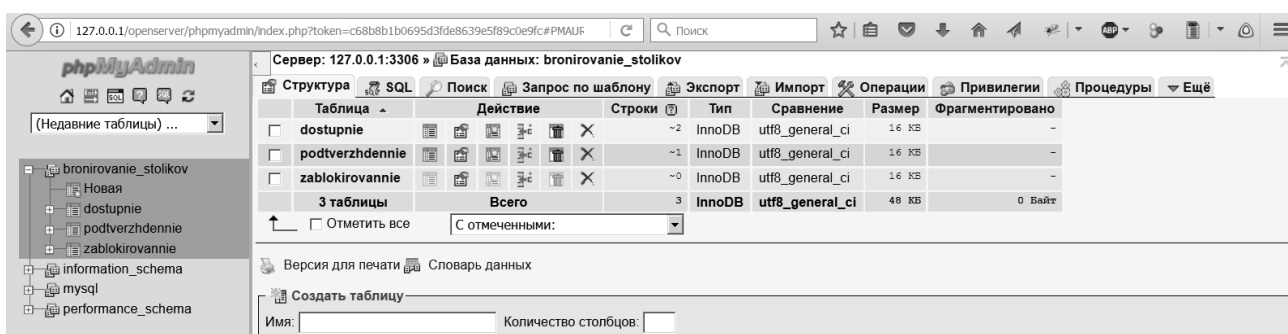 127.0.0.1/openserver/phpmyadmin/index.php?token=c68b8b1b0695d3fde8639e5f89c0e9fc#PMAUR
Поиск
ABP
phpMyAdmin
(Недавние таблицы) ...
bronirovanie_stolikov
Новая
dostupnie
podtverzhdennie
zablokirovannie
information_schema
mysql
performance_schema
Сервер: 127.0.0.1:3306 » База данных: bronirovanie_stolikov
Структура SQL Поиск Запрос по шаблону Экспорт Импорт Операции Привилегии Процедуры Ещё
Таблица Действие Строки Тип Сравнение Размер Фрагментировано
dostupnie ~2 InnoDB utf8_general_ci 16 КБ -
podtverzhdennie ~1 InnoDB utf8_general_ci 16 КБ -
zablokirovannie ~0 InnoDB utf8_general_ci 16 КБ -
3 таблицы Всего 3 InnoDB utf8_general_ci 48 КБ 0 Байт
Отметить все С отмеченными:
Версия для печати Словарь данных
Создать таблицу
Имя: Количество столбцов: